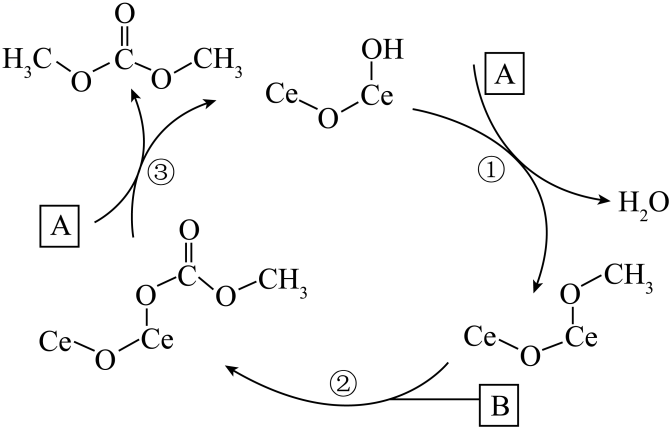 O
H₃C O C O CH₃
OH
Ce O Ce
A
①
H₂O
③
A
O
O C O CH₃
Ce O Ce
CH₃
O
Ce O Ce
②
B